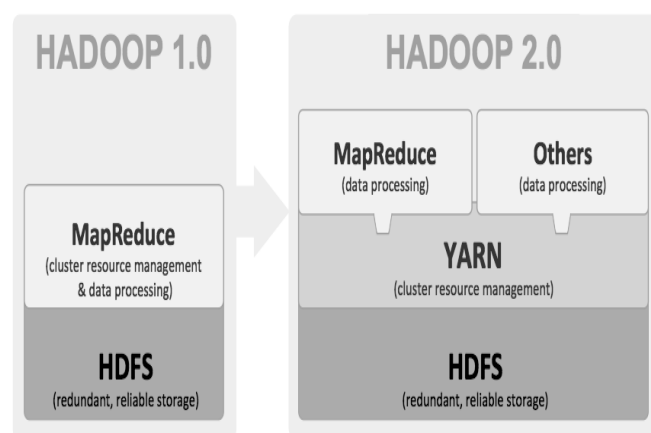 HADOOP 1.0
MapReduce
(cluster resource management
& data processing)
HDFS
(redundant, reliable storage)
HADOOP 2.0
MapReduce
(data processing)
Others
(data processing)
YARN
(cluster resource management)
HDFS
(redundant, reliable storage)